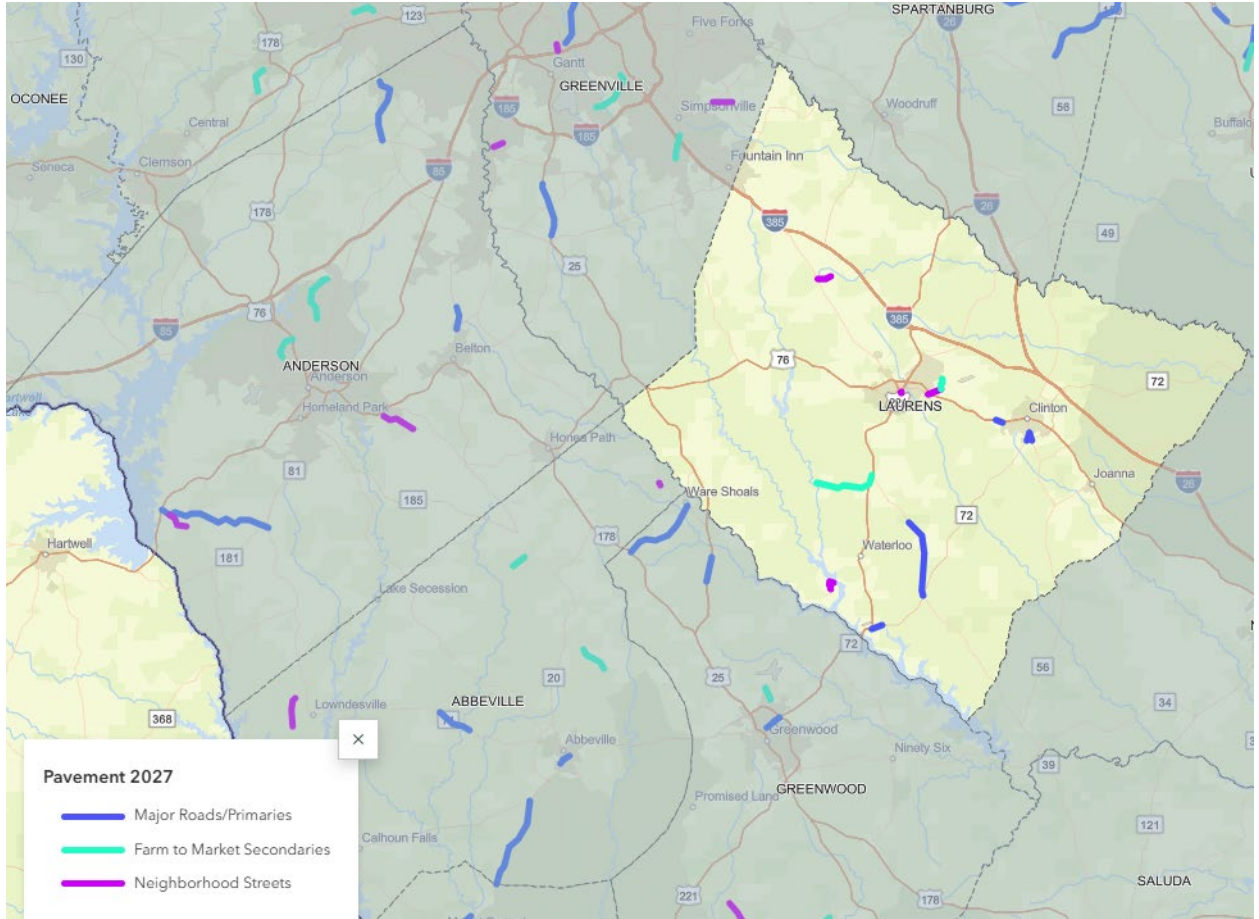 SPARTANBURG
123
26
178
Five Forks
130
Gantt
GREENVILLE
OCONEE
56
Woodruff
185
Simpsonville
Central
185
Buffalo
Seneca
Clemson
Fountain Inn
85
178
26
385
49
25
76
85
385
Belton
76
72
ANDERSON
Anderson
LAURENS
Homeland Park
Clinton
Honea Path
81
Joanna
185
Ware Shoals
26
72
178
Hartwell
181
Waterloo
Lake Secession
72
56
20
25
34
ABBEVILLE
368
Lowndesville
Abbeville
Greenwood
Ninety Six
39
Pavement 2027
Major Roads/Primaries
Farm to Market Secondaries
Neighborhood Streets
Promised Land
GREENWOOD
121
Calhoun Falls
SALUDA
221
178